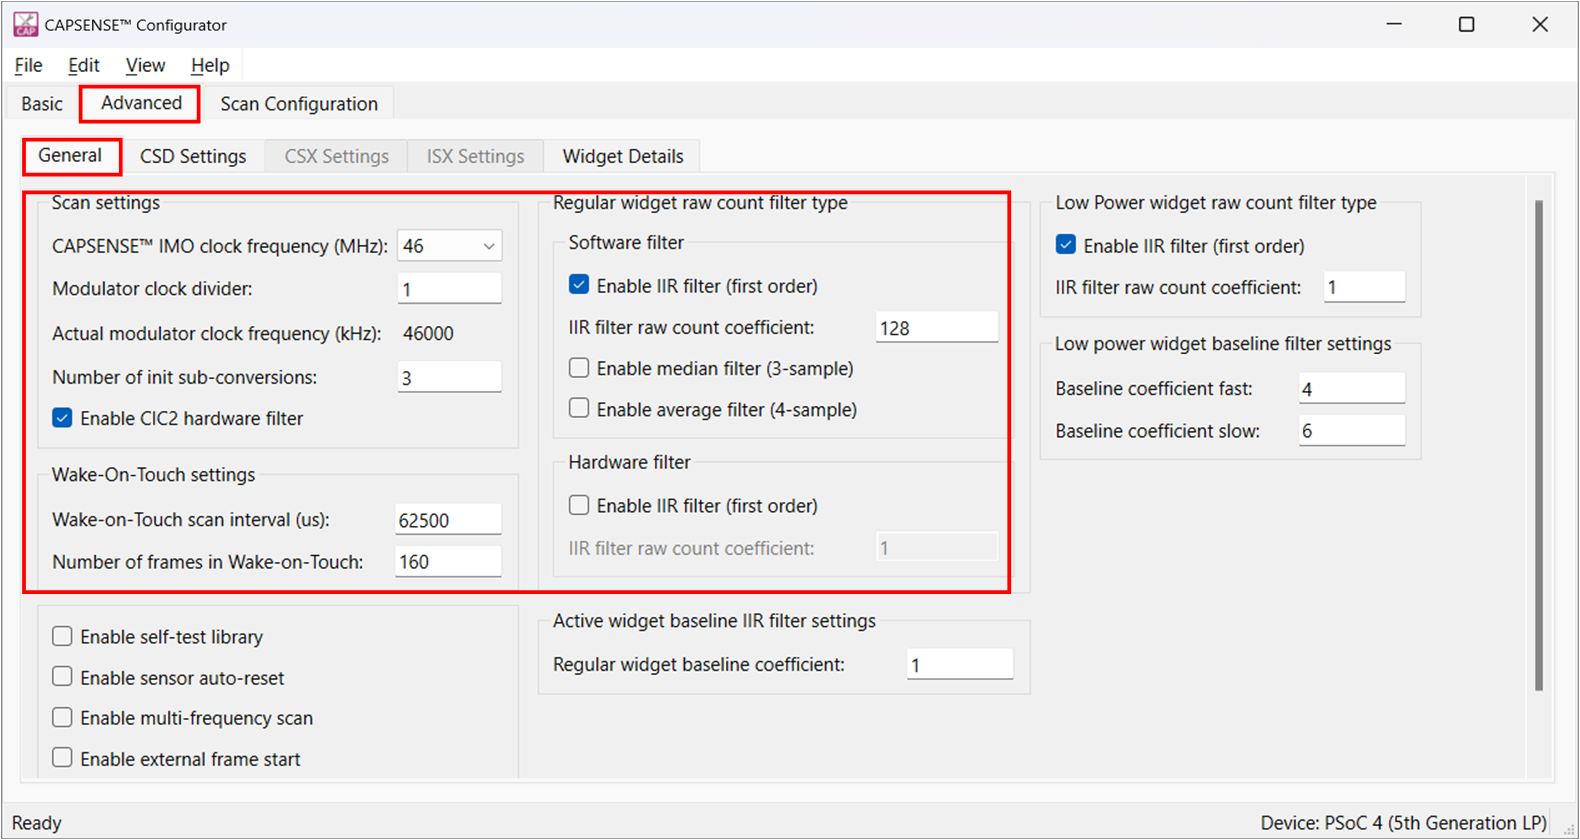 CAPSENSE™ Configurator
File Edit View Help
Basic Advanced Scan Configuration
General CSD Settings CSX Settings ISX Settings Widget Details
Scan settings
CAPSENSE™ IMO clock frequency (MHz): 46
Modulator clock divider: 1
Actual modulator clock frequency (kHz): 46000
Number of init sub-conversions: 3
Enable CIC2 hardware filter
Wake-On-Touch settings
Wake-on-Touch scan interval (us): 62500
Number of frames in Wake-on-Touch: 160
Enable self-test library
Enable sensor auto-reset
Enable multi-frequency scan
Enable external frame start
Regular widget raw count filter type
Software filter
Enable IIR filter (first order)
IIR filter raw count coefficient: 128
Enable median filter (3-sample)
Enable average filter (4-sample)
Hardware filter
Enable IIR filter (first order)
IIR filter raw count coefficient: 1
Active widget baseline IIR filter settings
Regular widget baseline coefficient: 1
Low Power widget raw count filter type
Enable IIR filter (first order)
IIR filter raw count coefficient: 1
Low power widget baseline filter settings
Baseline coefficient fast: 4
Baseline coefficient slow: 6
Ready
Device: PSoC 4 (5th Generation LP)